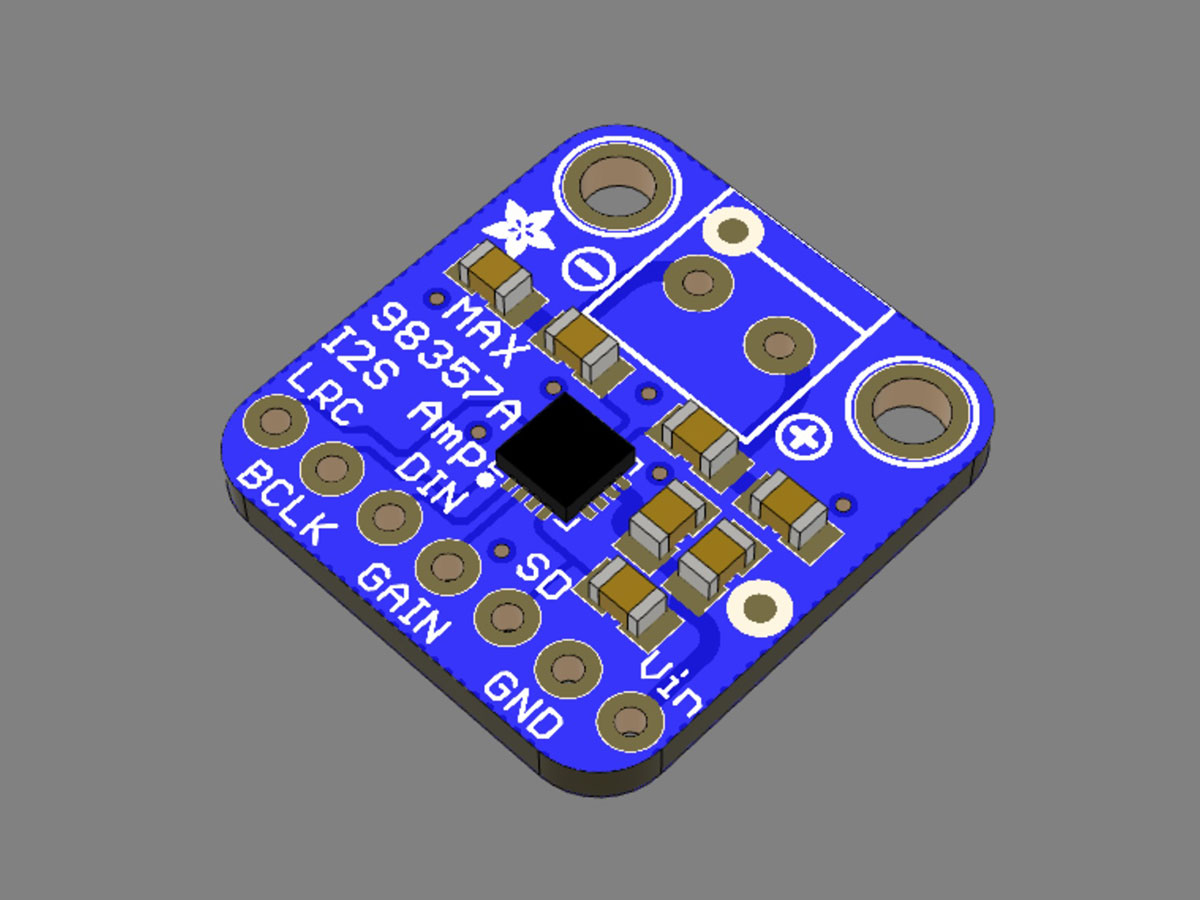 MAX
98357A
I2S Amp
LRC
BCLK
DIN
GAIN
SD
GND
Vin
−
+